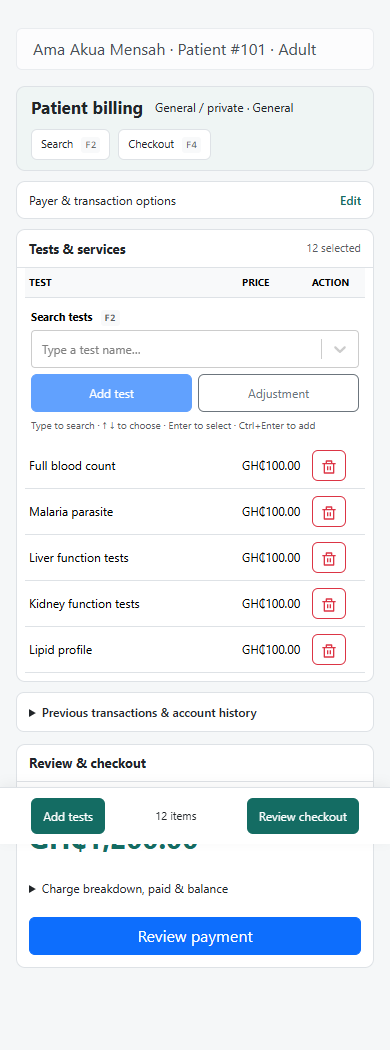 Ama Akua Mensah · Patient #101 · Adult
Patient billing General / private · General
Search F2 Checkout F4
Payer & transaction options Edit
Tests & services 12 selected
TEST PRICE ACTION
Search tests F2
Type a test name...
Add test Adjustment
Type to search · ↑ ↓ to choose · Enter to select · Ctrl+Enter to add
Full blood count GH₵100.00
Malaria parasite GH₵100.00
Liver function tests GH₵100.00
Kidney function tests GH₵100.00
Lipid profile GH₵100.00
Previous transactions & account history
Review & checkout
Add tests 12 items Review checkout
GH₵1,200.00
Charge breakdown, paid & balance
Review payment